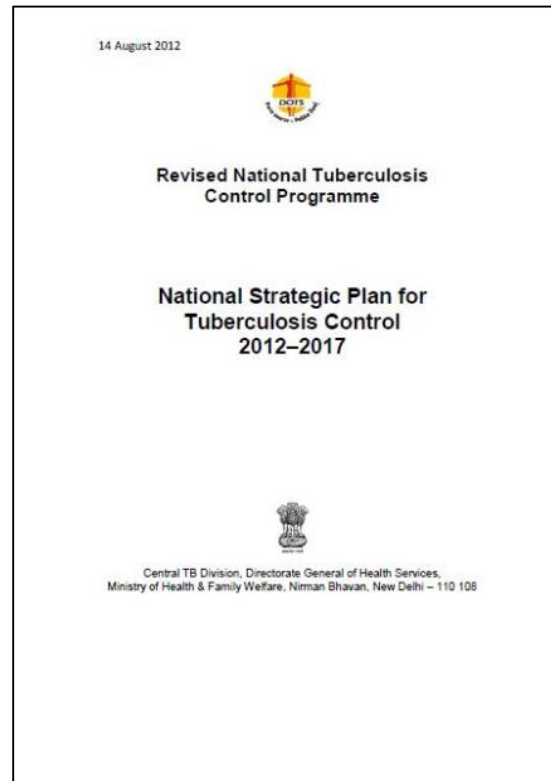 14 August 2012
DOTS
Revised National Tuberculosis
Control Programme
National Strategic Plan for
Tuberculosis Control
2012–2017
Central TB Division, Directorate General of Health Services,
Ministry of Health & Family Welfare, Nirman Bhavan, New Delhi – 110 108